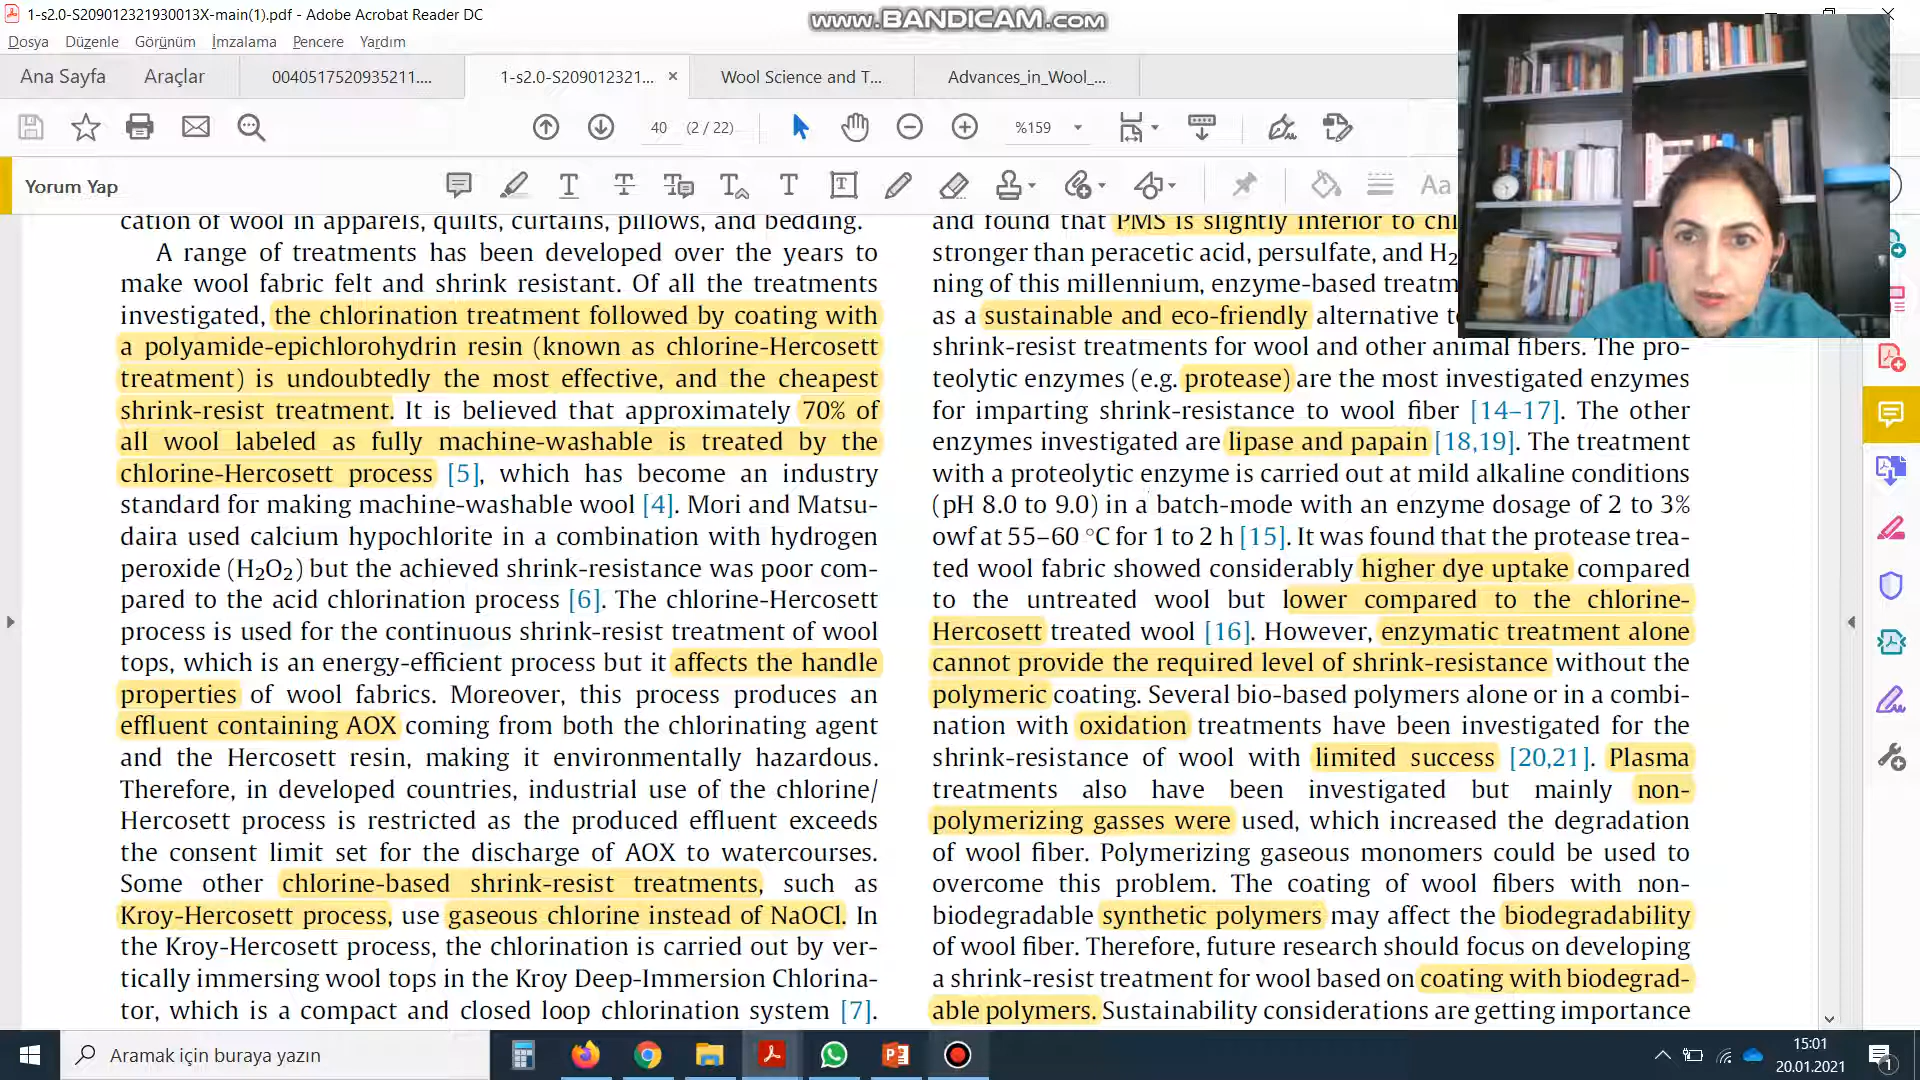 1-s2.0-S209012321930013X-main(1).pdf - Adobe Acrobat Reader DC
www.BANDICAM.com
Dosya Düzenle Görünüm İmzalama Pencere Yardım
Ana Sayfa Araçlar 0040517520935211.... 1-s2.0-S209012321... × Wool Science and T... Advances_in_Wool_...
40 (2 / 22) %159
Yorum Yap
Aa
cation of wool in apparels, quilts, curtains, pillows, and bedding.
A range of treatments has been developed over the years to
make wool fabric felt and shrink resistant. Of all the treatments
investigated, the chlorination treatment followed by coating with
a polyamide-epichlorohydrin resin (known as chlorine-Hercosett
treatment) is undoubtedly the most effective, and the cheapest
shrink-resist treatment. It is believed that approximately 70% of
all wool labeled as fully machine-washable is treated by the
chlorine-Hercosett process [5], which has become an industry
standard for making machine-washable wool [4]. Mori and Matsu-
daira used calcium hypochlorite in a combination with hydrogen
peroxide (H₂O₂) but the achieved shrink-resistance was poor com-
pared to the acid chlorination process [6]. The chlorine-Hercosett
process is used for the continuous shrink-resist treatment of wool
tops, which is an energy-efficient process but it affects the handle
properties of wool fabrics. Moreover, this process produces an
effluent containing AOX coming from both the chlorinating agent
and the Hercosett resin, making it environmentally hazardous.
Therefore, in developed countries, industrial use of the chlorine/
Hercosett process is restricted as the produced effluent exceeds
the consent limit set for the discharge of AOX to watercourses.
Some other chlorine-based shrink-resist treatments, such as
Kroy-Hercosett process, use gaseous chlorine instead of NaOCl. In
the Kroy-Hercosett process, the chlorination is carried out by ver-
tically immersing wool tops in the Kroy Deep-Immersion Chlorina-
tor, which is a compact and closed loop chlorination system [7].
and found that PMS is slightly inferior to
stronger than peracetic acid, persulfate, and
ning of this millennium, enzyme-based
as a sustainable and eco-friendly alternative
shrink-resist treatments for wool and other animal fibers. The pro-
teolytic enzymes (e.g. protease) are the most investigated enzymes
for imparting shrink-resistance to wool fiber [14–17]. The other
enzymes investigated are lipase and papain [18,19]. The treatment
with a proteolytic enzyme is carried out at mild alkaline conditions
(pH 8.0 to 9.0) in a batch-mode with an enzyme dosage of 2 to 3%
owf at 55–60 °C for 1 to 2 h [15]. It was found that the protease trea-
ted wool fabric showed considerably higher dye uptake compared
to the untreated wool but lower compared to the chlorine-
Hercosett treated wool [16]. However, enzymatic treatment alone
cannot provide the required level of shrink-resistance without the
polymeric coating. Several bio-based polymers alone or in a combi-
nation with oxidation treatments have been investigated for the
shrink-resistance of wool with limited success [20,21]. Plasma
treatments also have been investigated but mainly non-
polymerizing gasses were used, which increased the degradation
of wool fiber. Polymerizing gaseous monomers could be used to
overcome this problem. The coating of wool fibers with non-
biodegradable synthetic polymers may affect the biodegradability
of wool fiber. Therefore, future research should focus on developing
a shrink-resist treatment for wool based on coating with biodegrad-
able polymers. Sustainability considerations are getting importance
Aramak için buraya yazın
15:01
20.01.2021
1